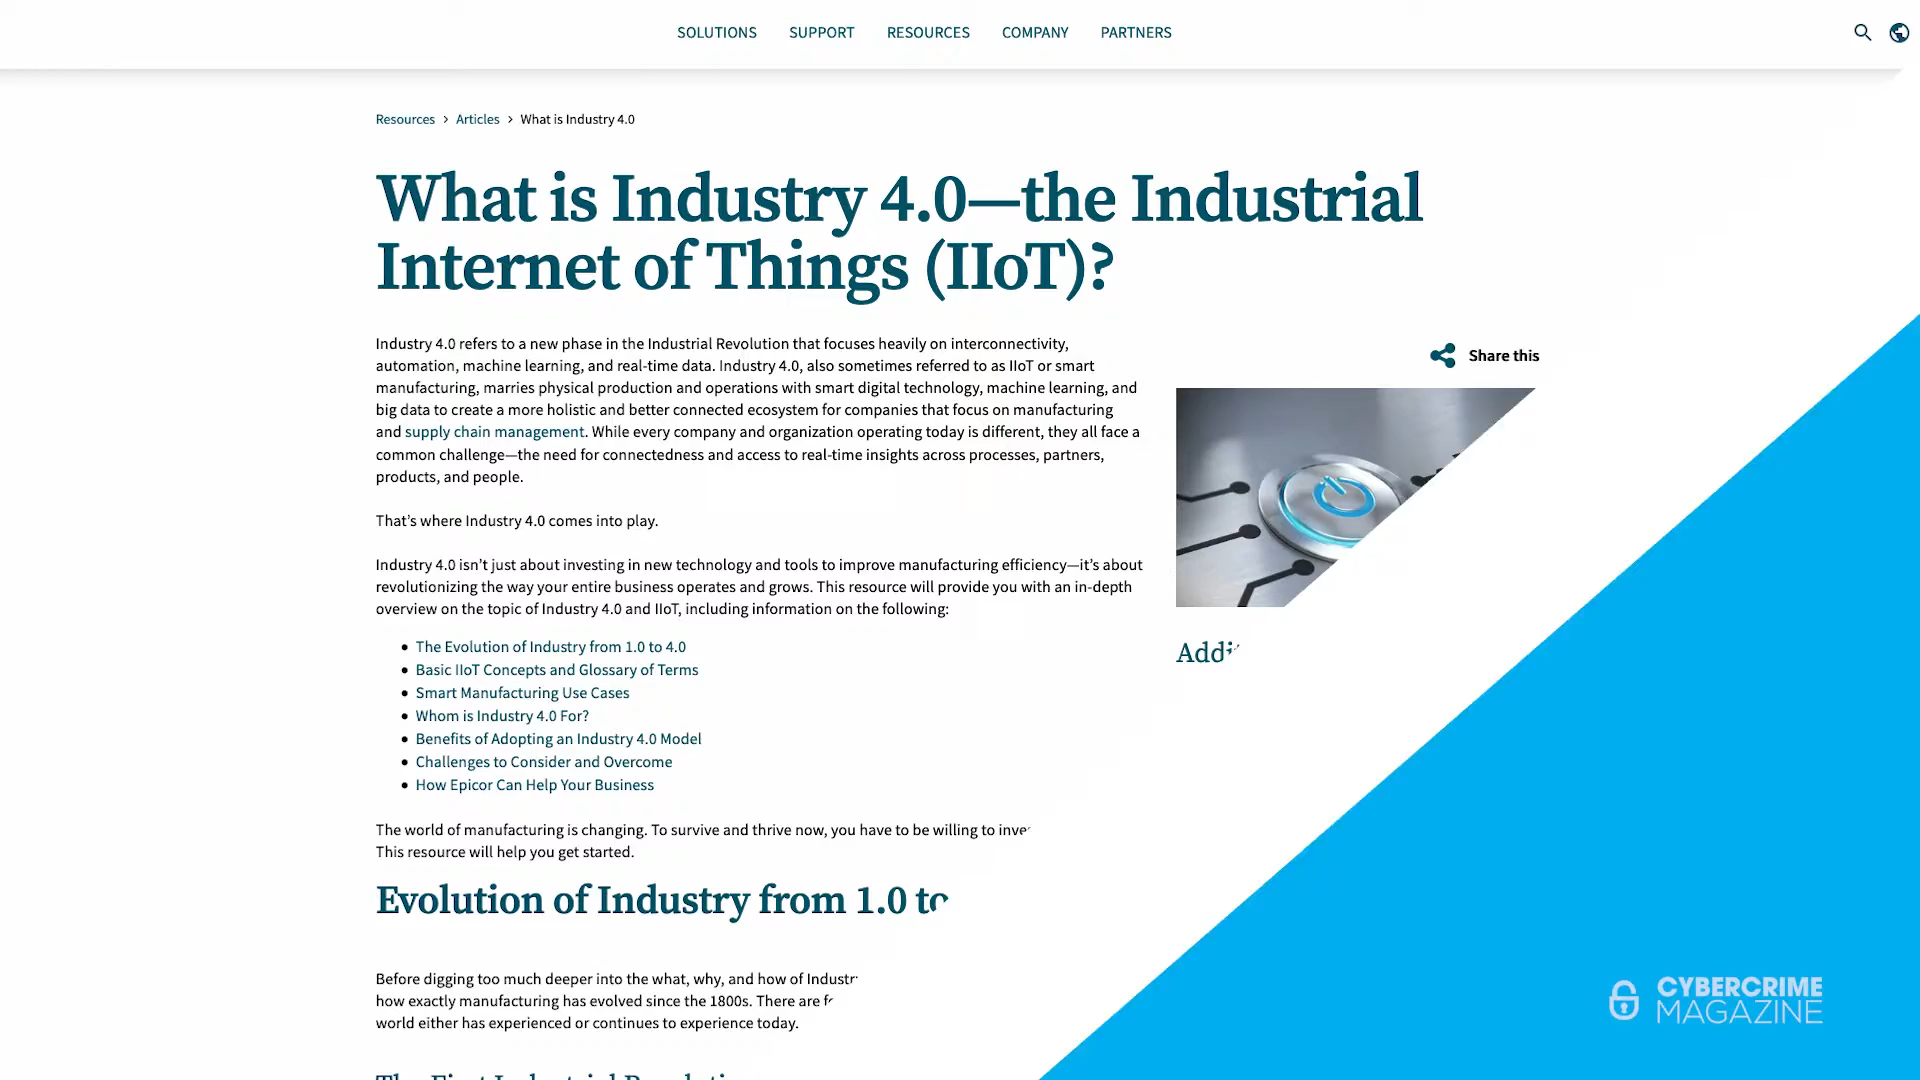 SOLUTIONS SUPPORT RESOURCES COMPANY PARTNERS
Resources > Articles > What is Industry 4.0
What is Industry 4.0—the Industrial
Internet of Things (IIoT)?
Industry 4.0 refers to a new phase in the Industrial Revolution that focuses heavily on interconnectivity,
automation, machine learning, and real-time data. Industry 4.0, also sometimes referred to as IIoT or smart
manufacturing, marries physical production and operations with smart digital technology, machine learning, and
big data to create a more holistic and better connected ecosystem for companies that focus on manufacturing
and supply chain management. While every company and organization operating today is different, they all face a
common challenge—the need for connectedness and access to real-time insights across processes, partners,
products, and people.
That’s where Industry 4.0 comes into play.
Industry 4.0 isn’t just about investing in new technology and tools to improve manufacturing efficiency—it’s about
revolutionizing the way your entire business operates and grows. This resource will provide you with an in-depth
overview on the topic of Industry 4.0 and IIoT, including information on the following:
• The Evolution of Industry from 1.0 to 4.0
• Basic IIoT Concepts and Glossary of Terms
• Smart Manufacturing Use Cases
• Whom is Industry 4.0 For?
• Benefits of Adopting an Industry 4.0 Model
• Challenges to Consider and Overcome
• How Epicor Can Help Your Business
The world of manufacturing is changing. To survive and thrive now, you have to be willing to
This resource will help you get started.
Evolution of Industry from 1.0 to
Before digging too much deeper into the what, why, and how of
how exactly manufacturing has evolved since the 1800s. There are
world either has experienced or continues to experience today.
Share this
CYBERCRIME
MAGAZINE